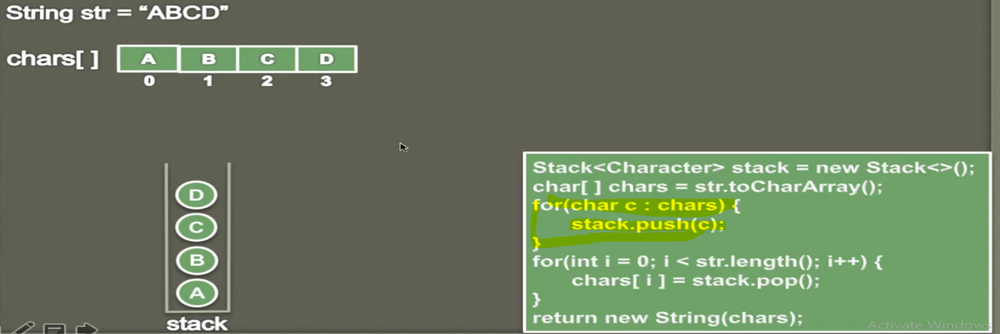 String str = “ABCD”
chars[ ] A B C D
0 1 2 3
D
C
B
A
stack
Stack<Character> stack = new Stack<>();
char[ ] chars = str.toCharArray();
for(char c : chars) {
stack.push(c);
}
for(int i = 0; i < str.length(); i++) {
chars[ i ] = stack.pop();
}
return new String(chars);
Activate Windows